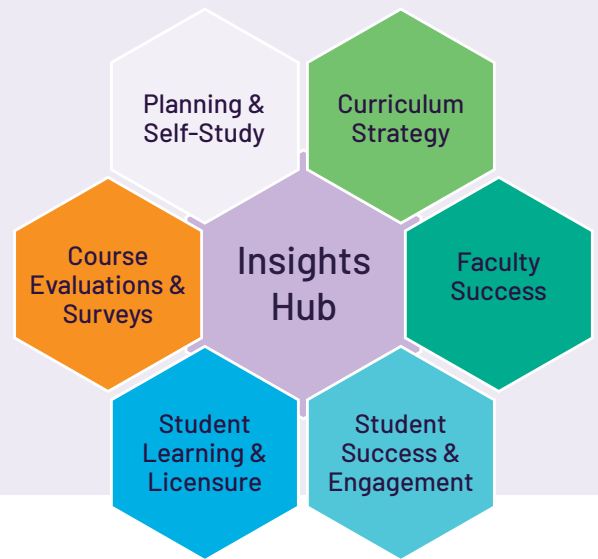 Planning &
Self-Study
Curriculum
Strategy
Course
Evaluations &
Surveys
Insights
Hub
Faculty
Success
Student
Learning &
Licensure
Student
Success &
Engagement